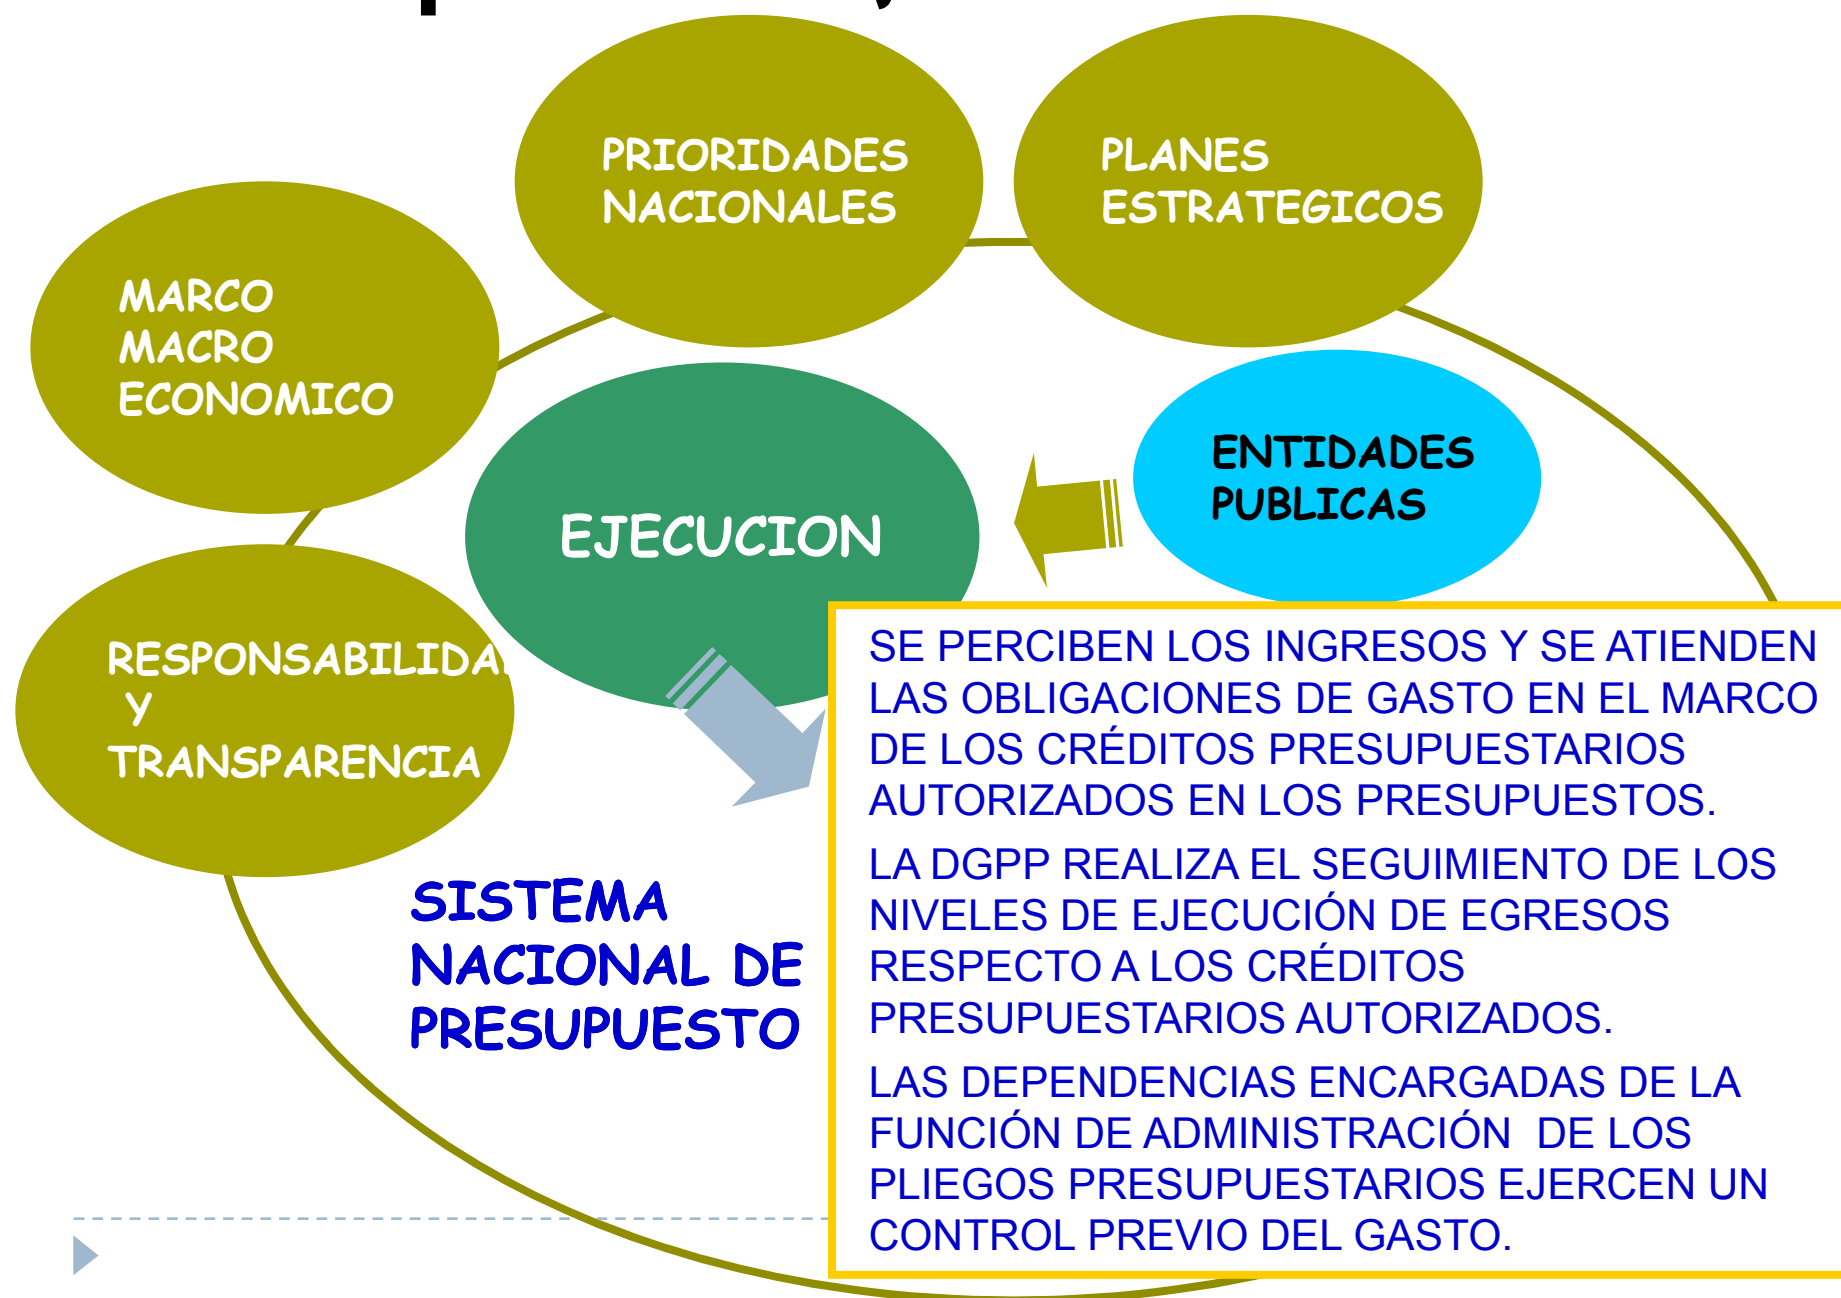 PRIORIDADES
NACIONALES
PLANES
ESTRATEGICOS
MARCO
MACRO
ECONOMICO
ENTIDADES
PUBLICAS
EJECUCION
RESPONSABILIDA
Y
TRANSPARENCIA
SISTEMA
NACIONAL DE
PRESUPUESTO
SE PERCIBEN LOS INGRESOS Y SE ATIENDEN
LAS OBLIGACIONES DE GASTO EN EL MARCO
DE LOS CRÉDITOS PRESUPUESTARIOS
AUTORIZADOS EN LOS PRESUPUESTOS.
LA DGPP REALIZA EL SEGUIMIENTO DE LOS
NIVELES DE EJECUCIÓN DE EGRESOS
RESPECTO A LOS CRÉDITOS
PRESUPUESTARIOS AUTORIZADOS.
LAS DEPENDENCIAS ENCARGADAS DE LA
FUNCIÓN DE ADMINISTRACIÓN DE LOS
PLIEGOS PRESUPUESTARIOS EJERCEN UN
CONTROL PREVIO DEL GASTO.